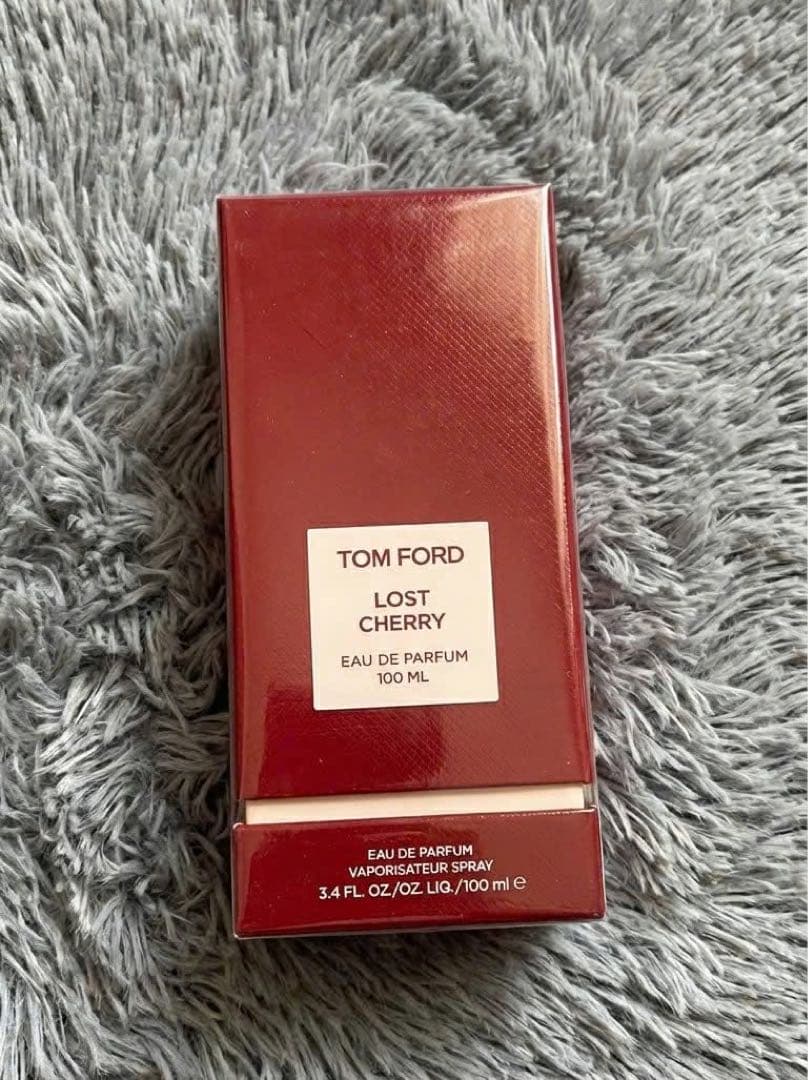 TOM FORD
LOST
CHERRY
EAU DE PARFUM
100 ML
EAU DE PARFUM
VAPORISATEUR SPRAY
3.4 FL. OZ./OZ. LIQ./100 ml ℮